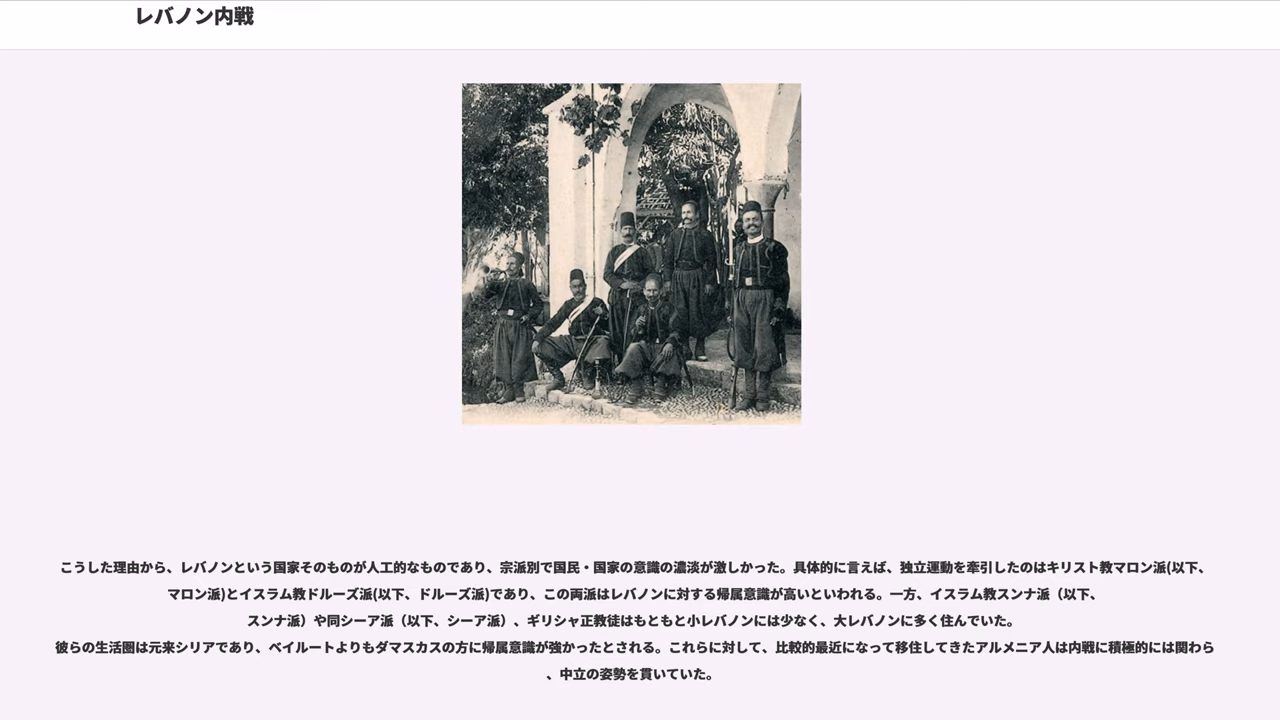 レバノン内戦
こうした理由から、レバノンという国家そのものが人工的なものであり、宗派別で国民・国家の意識の濃淡が激しかった。具体的に言えば、独立運動を牽引したのはキリスト教マロン派(以下、
マロン派)とイスラム教ドルーズ派(以下、ドルーズ派)であり、この両派はレバノンに対する帰属意識が高いといわれる。一方、イスラム教スンナ派（以下、
スンナ派）や同シーア派（以下、シーア派）、ギリシャ正教徒はもともと小レバノンには少なく、大レバノンに多く住んでいた。
彼らの生活圏は元来シリアであり、ベイルートよりもダマスカスの方に帰属意識が強かったとされる。これらに対して、比較的最近になって移住してきたアルメニア人は内戦に積極的には関わら
、中立の姿勢を貫いていた。